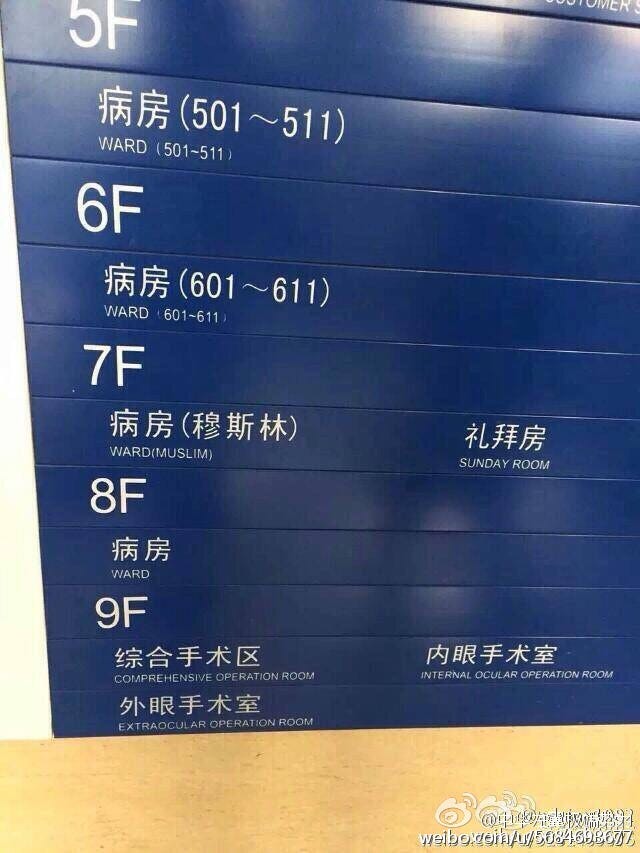 CUSTOMER S
5F
病房(501～511)
WARD (501~511)
6F
病房(601～611)
WARD (601~611)
7F
病房(穆斯林) 礼拜房
WARD(MUSLIM) SUNDAY ROOM
8F
病房
WARD
9F
综合手术区 内眼手术室
COMPREHENSIVE OPERATION ROOM INTERNAL OCULAR OPERATION ROOM
外眼手术室
EXTRAOCULAR OPERATION ROOM